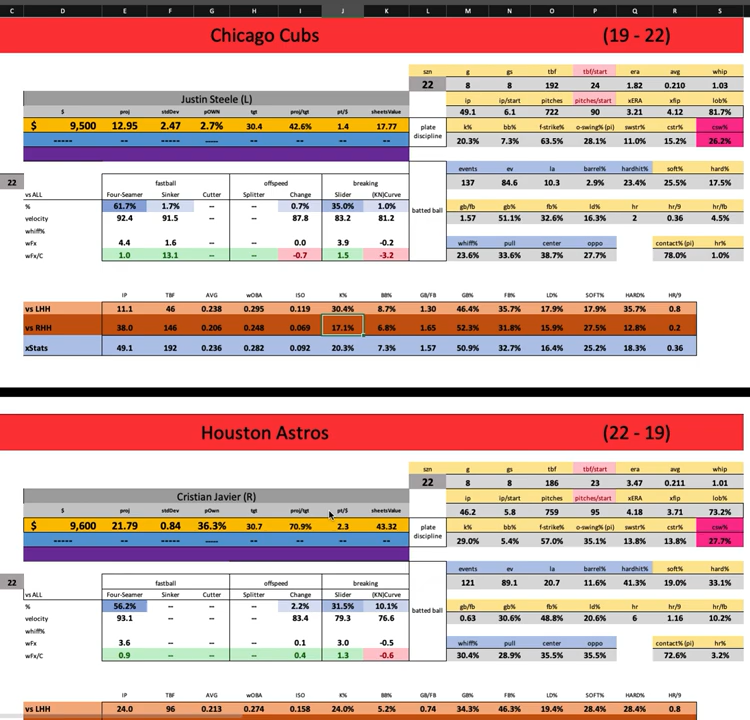 C D E F G H I J K L M N O P Q R S
Chicago Cubs (19 - 22)
szn g gs tbf tbf/start era avg whip
22 8 8 192 24 1.82 0.210 1.03
Justin Steele (L) ip ip/start pitches pitches/start xERA xfip lob%
$ proj stdDev pOWN tgt proj/tgt pt/$ sheetsValue 49.1 6.1 722 90 3.21 4.12 81.7%
$ 9,500 12.95 2.47 2.7% 30.4 42.6% 1.4 17.77 plate discipline k% bb% f-strike% o-swing% (pi) swstr% cstr% csw%
----- -- -- ---- -- -- -- -- 20.3% 7.3% 63.5% 28.1% 11.0% 15.2% 26.2%
events ev la barrel% hardhit% soft% hard%
22 fastball offspeed breaking 137 84.6 10.3 2.9% 23.4% 25.5% 17.5%
vs ALL Four-Seamer Sinker Cutter Splitter Change Slider (KN)Curve
% 61.7% 1.7% -- -- 0.7% 35.0% 1.0% batted ball gb/fb gb% fb% ld% hr hr/9 hr/fb
velocity 92.4 91.5 -- -- 87.8 83.2 81.2 1.57 51.1% 32.6% 16.3% 2 0.36 4.5%
whiff%
wFx 4.4 1.6 -- -- 0.0 3.9 -0.2 whiff% pull center oppo contact% (pi) hr%
wFx/C 1.0 13.1 -- -- -0.7 1.5 -3.2 23.6% 33.6% 38.7% 27.7% 78.0% 1.0%
IP TBF AVG wOBA ISO K% BB% GB/FB GB% FB% LD% SOFT% HARD% HR/9
vs LHH 11.1 46 0.238 0.295 0.119 30.4% 8.7% 1.30 46.4% 35.7% 17.9% 17.9% 35.7% 0.8
vs RHH 38.0 146 0.206 0.248 0.069 17.1% 6.8% 1.65 52.3% 31.8% 15.9% 27.5% 12.8% 0.2
xStats 49.1 192 0.236 0.282 0.092 20.3% 7.3% 1.57 50.9% 32.7% 16.4% 25.2% 18.3% 0.36
Houston Astros (22 - 19)
szn g gs tbf tbf/start era avg whip
22 8 8 186 23 3.47 0.211 1.01
Cristian Javier (R) ip ip/start pitches pitches/start xERA xfip lob%
$ proj stdDev pOwn tgt proj/tgt pt/$ sheetsValue 46.2 5.8 759 95 4.18 3.71 73.2%
$ 9,600 21.79 0.84 36.3% 30.7 70.9% 2.3 43.32 plate discipline k% bb% f-strike% o-swing% (pi) swstr% cstr% csw%
----- -- -- ---- -- -- -- -- 29.0% 5.4% 57.0% 35.1% 13.8% 13.8% 27.7%
events ev la barrel% hardhit% soft% hard%
22 fastball offspeed breaking 121 89.1 20.7 11.6% 41.3% 19.0% 33.1%
vs ALL Four-Seamer Sinker Cutter Splitter Change Slider (KN)Curve
% 56.2% -- -- -- 2.2% 31.5% 10.1% batted ball gb/fb gb% fb% ld% hr hr/9 hr/fb
velocity 93.1 -- -- -- 83.4 79.3 76.6 0.63 30.6% 48.8% 20.6% 6 1.16 10.2%
whiff%
wFx 3.6 -- -- -- 0.1 3.0 -0.5 whiff% pull center oppo contact% (pi) hr%
wFx/C 0.9 -- -- -- 0.4 1.3 -0.6 30.4% 28.9% 35.5% 35.5% 72.6% 3.2%
IP TBF AVG wOBA ISO K% BB% GB/FB GB% FB% LD% SOFT% HARD% HR/9
vs LHH 24.0 96 0.213 0.274 0.158 24.0% 5.2% 0.74 34.3% 46.3% 19.4% 28.4% 28.4% 0.8